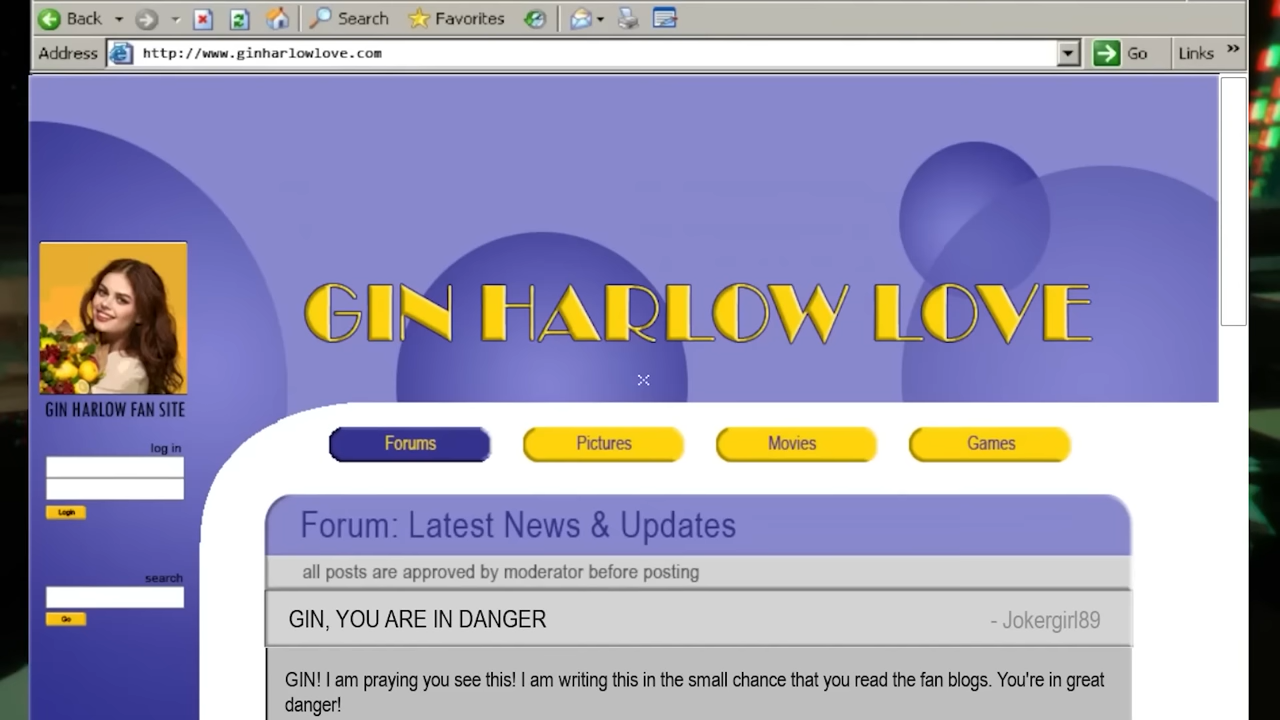 Back Search Favorites
Address http://www.ginharlowlove.com Go Links »
GIN HARLOW LOVE
GIN HARLOW FAN SITE
Forums Pictures Movies Games
log in
Login
search
Go
Forum: Latest News & Updates
all posts are approved by moderator before posting
GIN, YOU ARE IN DANGER - Jokergirl89
GIN! I am praying you see this! I am writing this in the small chance that you read the fan blogs. You're in great
danger!